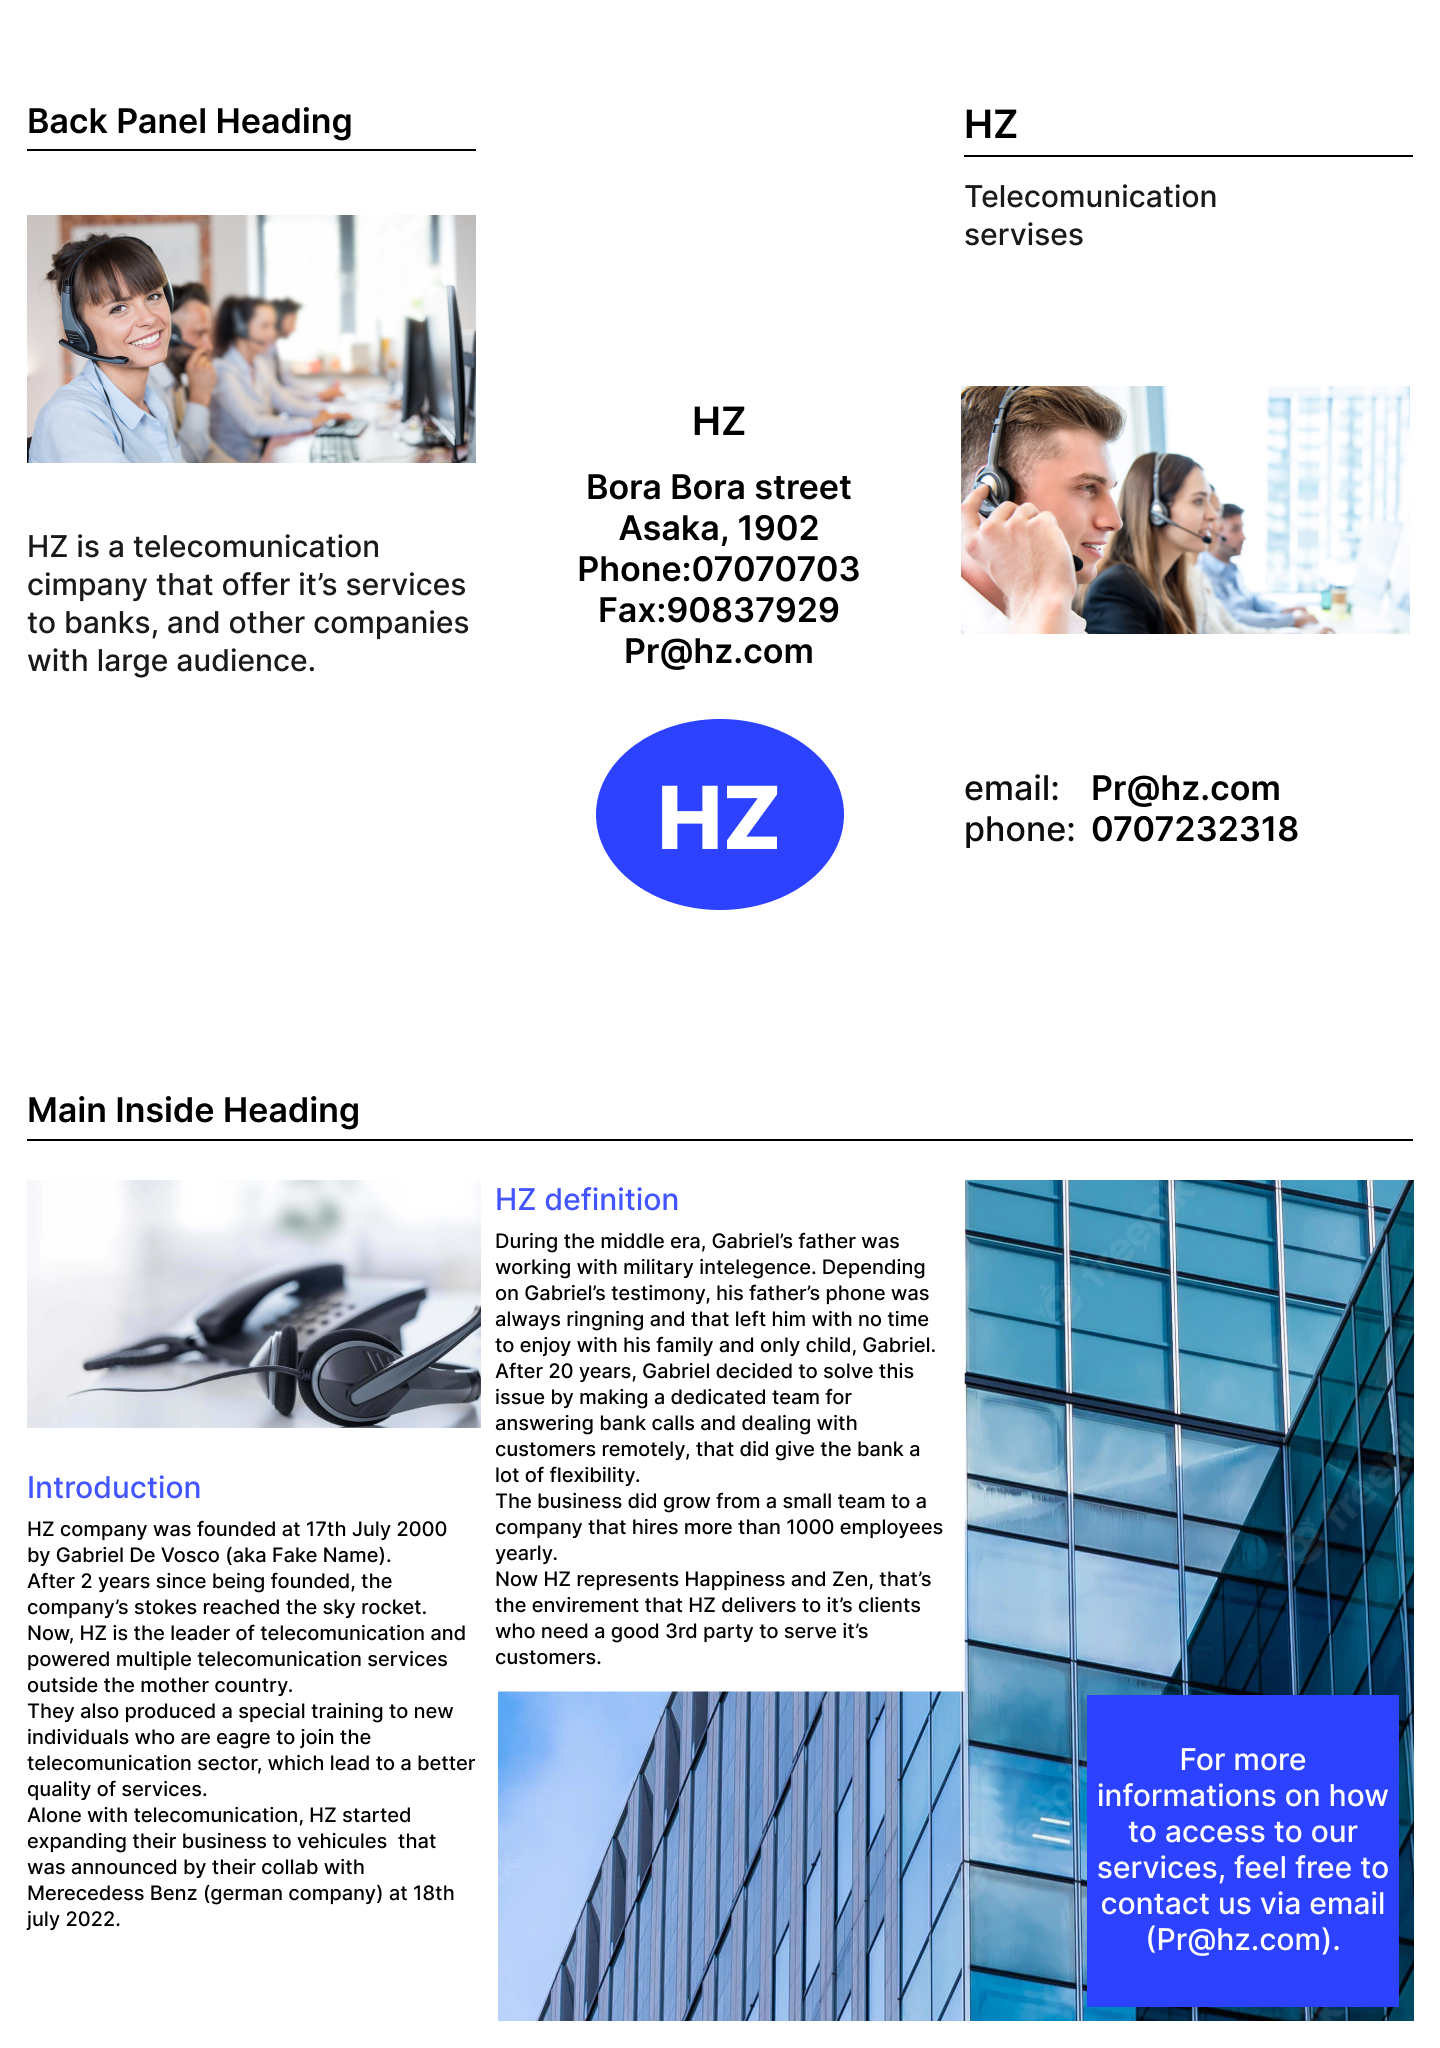 Back Panel Heading
HZ is a telecomunication
cimpany that offer it’s services
to banks, and other companies
with large audience.
HZ
Bora Bora street
Asaka, 1902
Phone:07070703
Fax:90837929
Pr@hz.com
HZ
HZ
Telecomunication
servises
email: Pr@hz.com
phone: 0707232318
Main Inside Heading
Introduction
HZ company was founded at 17th July 2000
by Gabriel De Vosco (aka Fake Name).
After 2 years since being founded, the
company’s stokes reached the sky rocket.
Now, HZ is the leader of telecomunication and
powered multiple telecomunication services
outside the mother country.
They also produced a special training to new
individuals who are eagre to join the
telecomunication sector, which lead to a better
quality of services.
Alone with telecomunication, HZ started
expanding their business to vehicules  that
was announced by their collab with
Merecedess Benz (german company) at 18th
july 2022.
HZ definition
During the middle era, Gabriel’s father was
working with military intelegence. Depending
on Gabriel’s testimony, his father’s phone was
always ringning and that left him with no time
to enjoy with his family and only child, Gabriel.
After 20 years, Gabriel decided to solve this
issue by making a dedicated team for
answering bank calls and dealing with
customers remotely, that did give the bank a
lot of flexibility.
The business did grow from a small team to a
company that hires more than 1000 employees
yearly.
Now HZ represents Happiness and Zen, that’s
the envirement that HZ delivers to it’s clients
who need a good 3rd party to serve it’s
customers.
For more
informations on how
to access to our
services, feel free to
contact us via email
(Pr@hz.com).